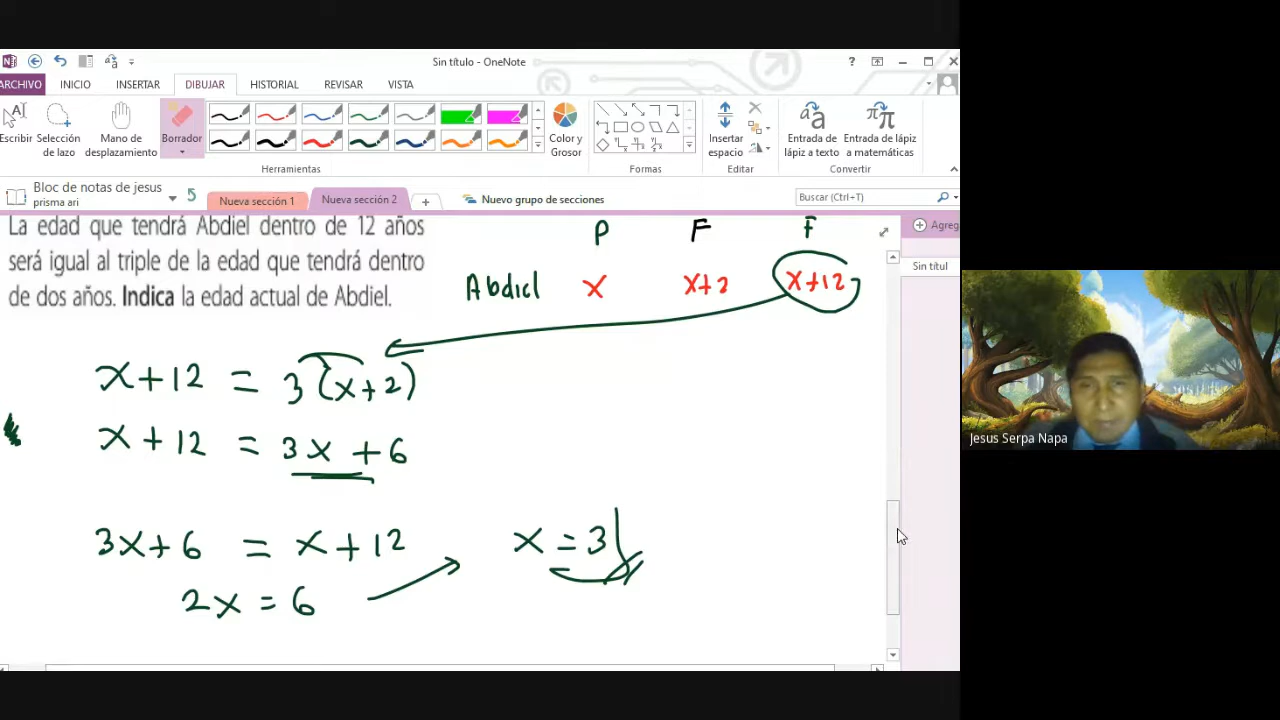 Sin título - OneNote
?
ARCHIVO INICIO INSERTAR DIBUJAR HISTORIAL REVISAR VISTA
Escribir
Selección de lazo
Mano de desplazamiento
Borrador
Color y Grosor
Insertar espacio
Entrada de lápiz a texto
Entrada de lápiz a matemáticas
Herramientas Formas Editar Convertir
Bloc de notas de jesus
prisma ari
Nueva sección 1 Nueva sección 2 + Nuevo grupo de secciones
Buscar (Ctrl+T)
Agreg
Sin títul
La edad que tendrá Abdiel dentro de 12 años
será igual al triple de la edad que tendrá dentro
de dos años. Indica la edad actual de Abdiel.
P F F
Abdiel x x+2 x+12
x+12 = 3(x+2)
x+12 = 3x+6
3x+6 = x+12
2x = 6
x = 3
Jesus Serpa Napa